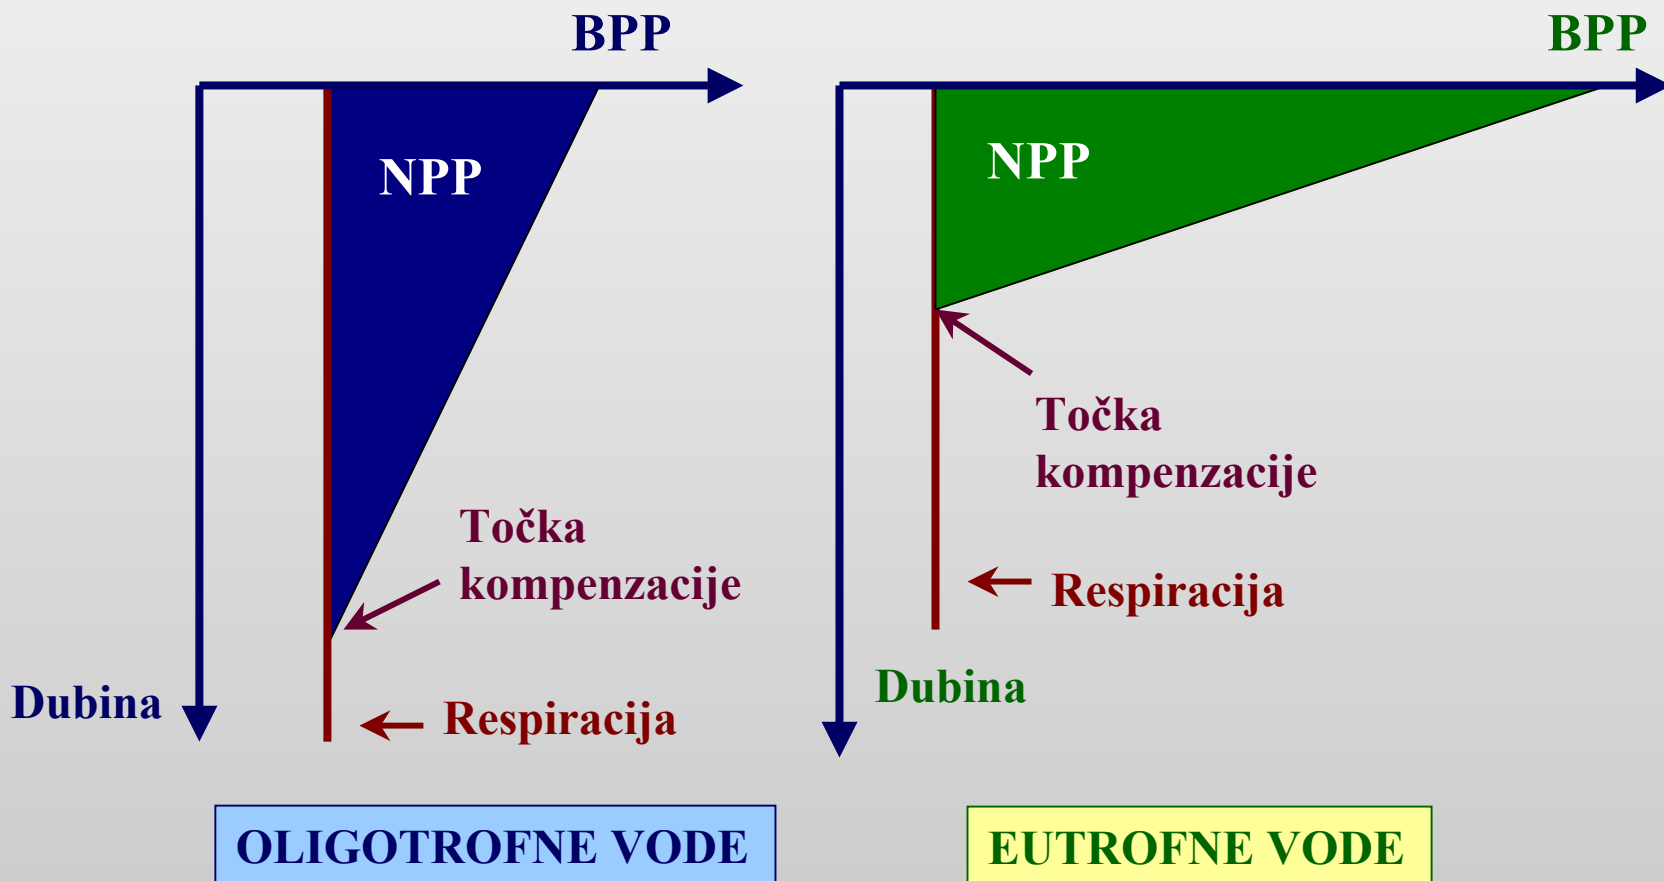 BPP
NPP
Točka
kompenzacije
Dubina
Respiracija
OLIGOTROFNE VODE
BPP
NPP
Točka
kompenzacije
Respiracija
Dubina
EUTROFNE VODE